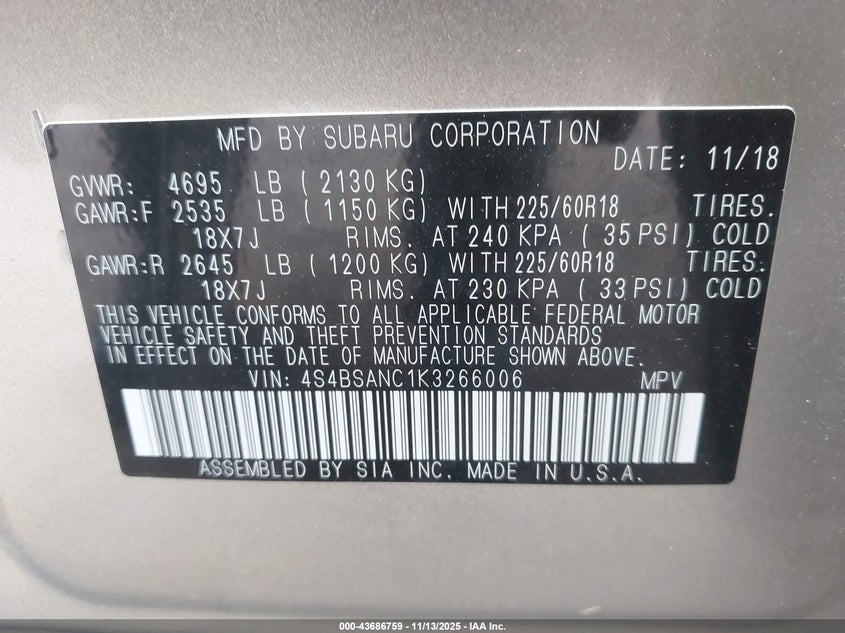 MFD BY SUBARU CORPORATION
DATE: 11/18
GVWR: 4695 LB ( 2130 KG)
GAWR:F 2535 LB ( 1150 KG) WITH 225/60R18 TIRES.
18X7J RIMS. AT 240 KPA ( 35 PSI) COLD
GAWR:R 2645 LB ( 1200 KG) WITH 225/60R18 TIRES.
18X7J RIMS. AT 230 KPA ( 33 PSI) COLD
THIS VEHICLE CONFORMS TO ALL APPLICABLE FEDERAL MOTOR
VEHICLE SAFETY AND THEFT PREVENTION STANDARDS
IN EFFECT ON THE DATE OF MANUFACTURE SHOWN ABOVE.
VIN: 4S4BSANC1K3266006 MPV
ASSEMBLED BY SIA INC. MADE IN U.S.A.
000-43686759 - 11/13/2025 - IAA Inc.